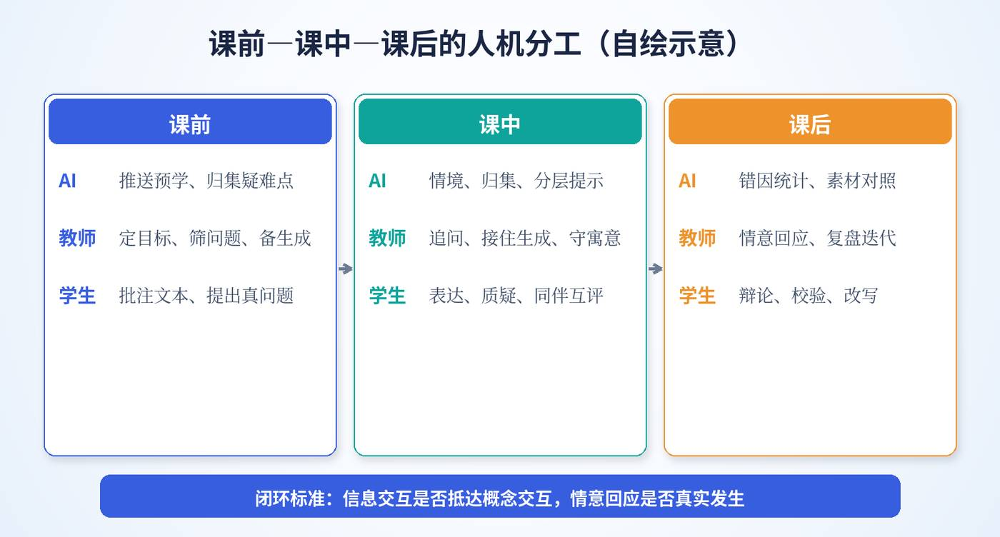 课前—课中—课后的人机分工（自绘示意）
课前
AI 推送预学、归集疑难点
教师 定目标、筛问题、备生成
学生 批注文本、提出真问题
课中
AI 情境、归集、分层提示
教师 追问、接住生成、守寓意
学生 表达、质疑、同伴互评
课后
AI 错因统计、素材对照
教师 情意回应、复盘迭代
学生 辩论、校验、改写
闭环标准：信息交互是否抵达概念交互，情意回应是否真实发生